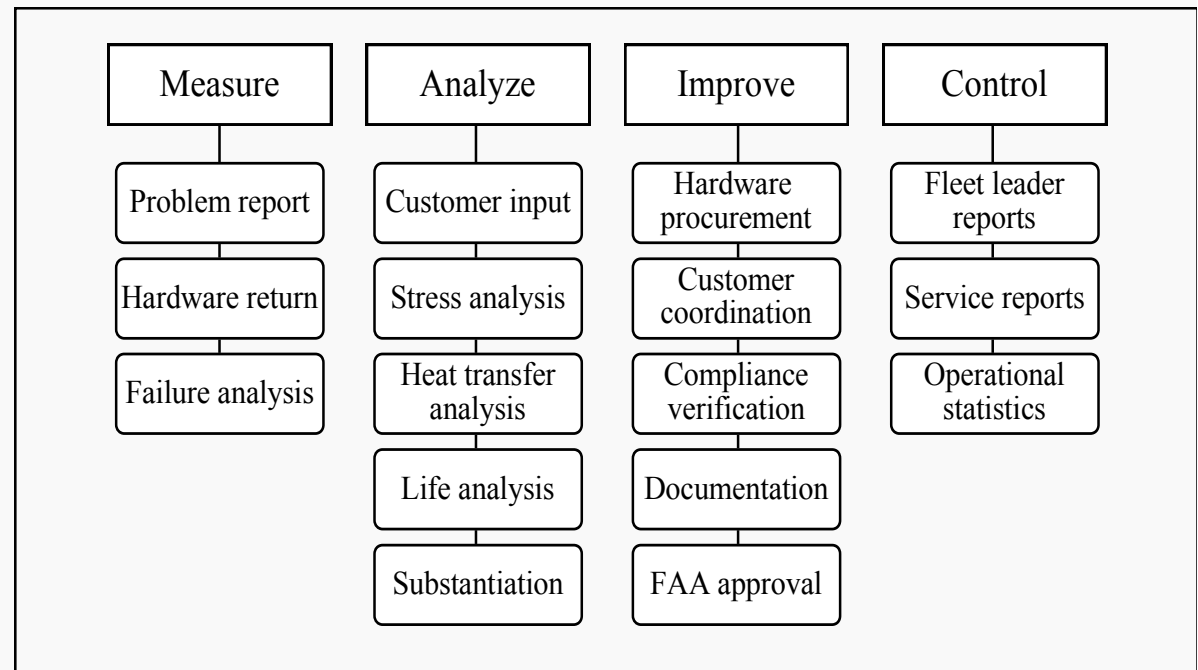 Measure
Problem report
Hardware return
Failure analysis
Analyze
Customer input
Stress analysis
Heat transfer
analysis
Life analysis
Substantiation
Improve
Hardware
procurement
Customer
coordination
Compliance
verification
Documentation
FAA approval
Control
Fleet leader
reports
Service reports
Operational
statistics